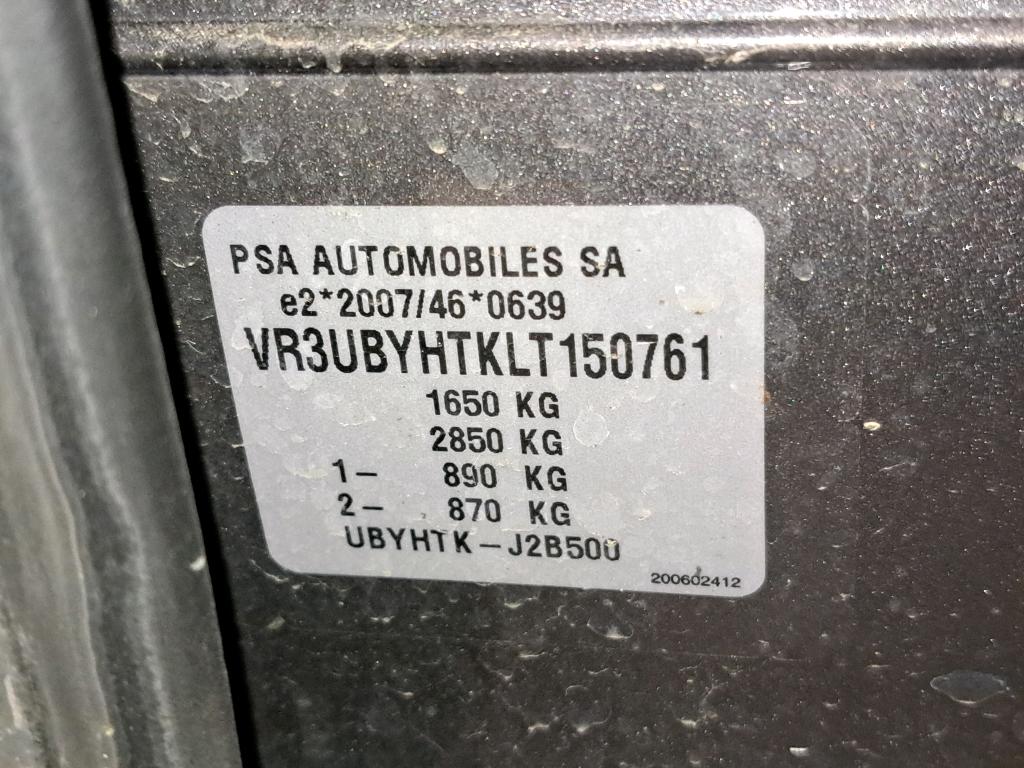 PSA AUTOMOBILES SA
e2*2007/46*0639
VR3UBYHTKLT150761
1650 KG
2850 KG
1- 890 KG
2- 870 KG
UBYHTK-J2B500
200602412